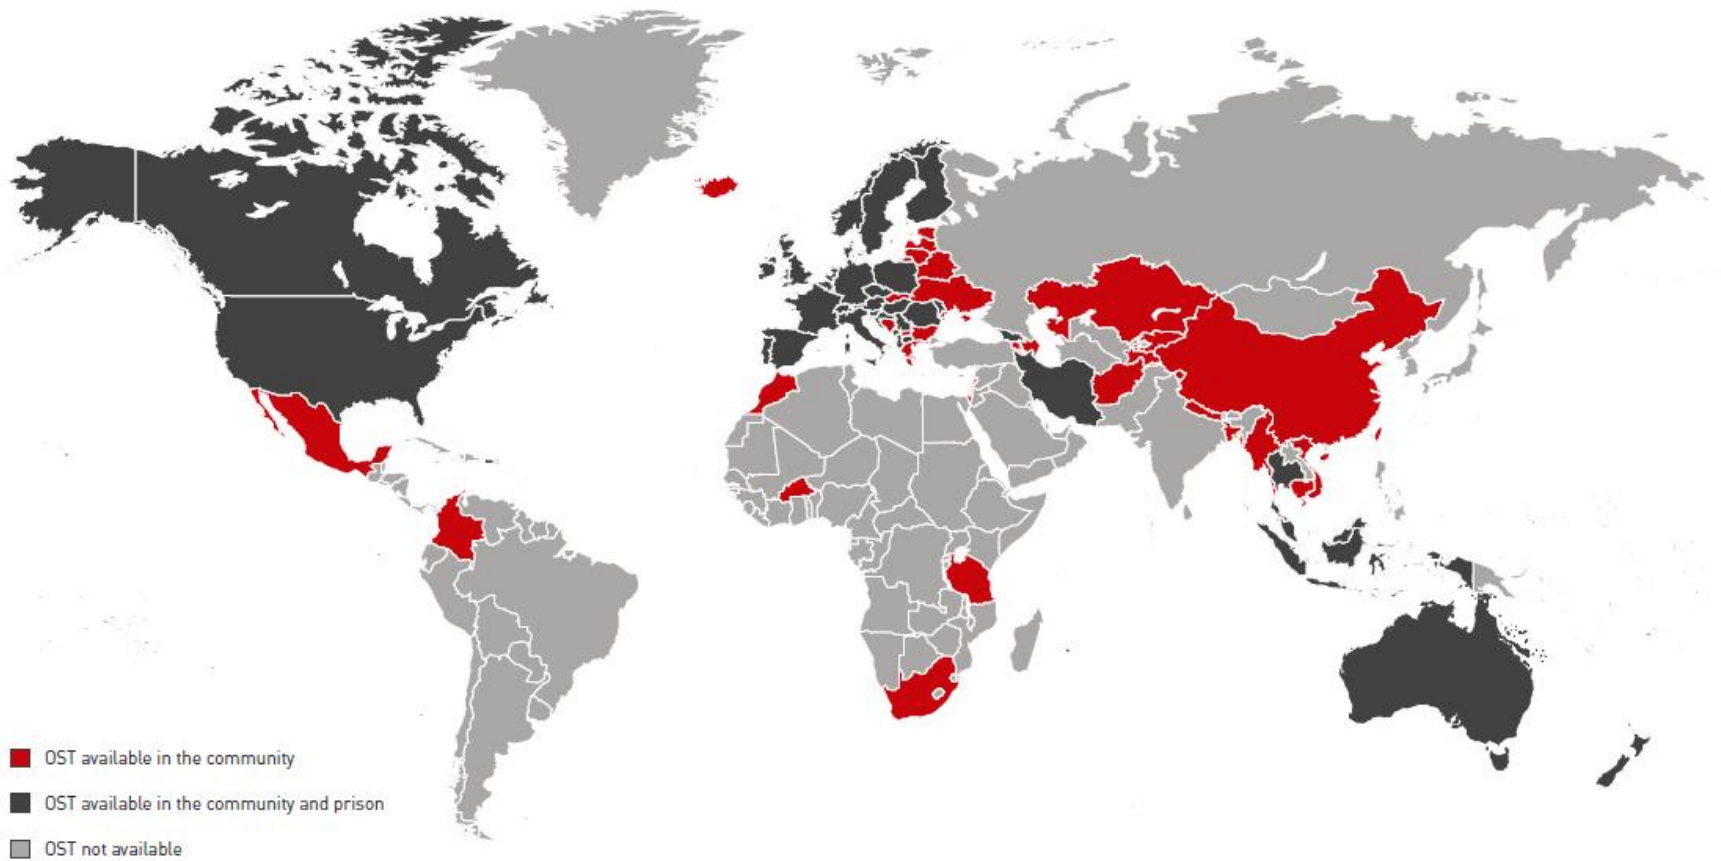 OST available in the community
OST available in the community and prison
OST not available